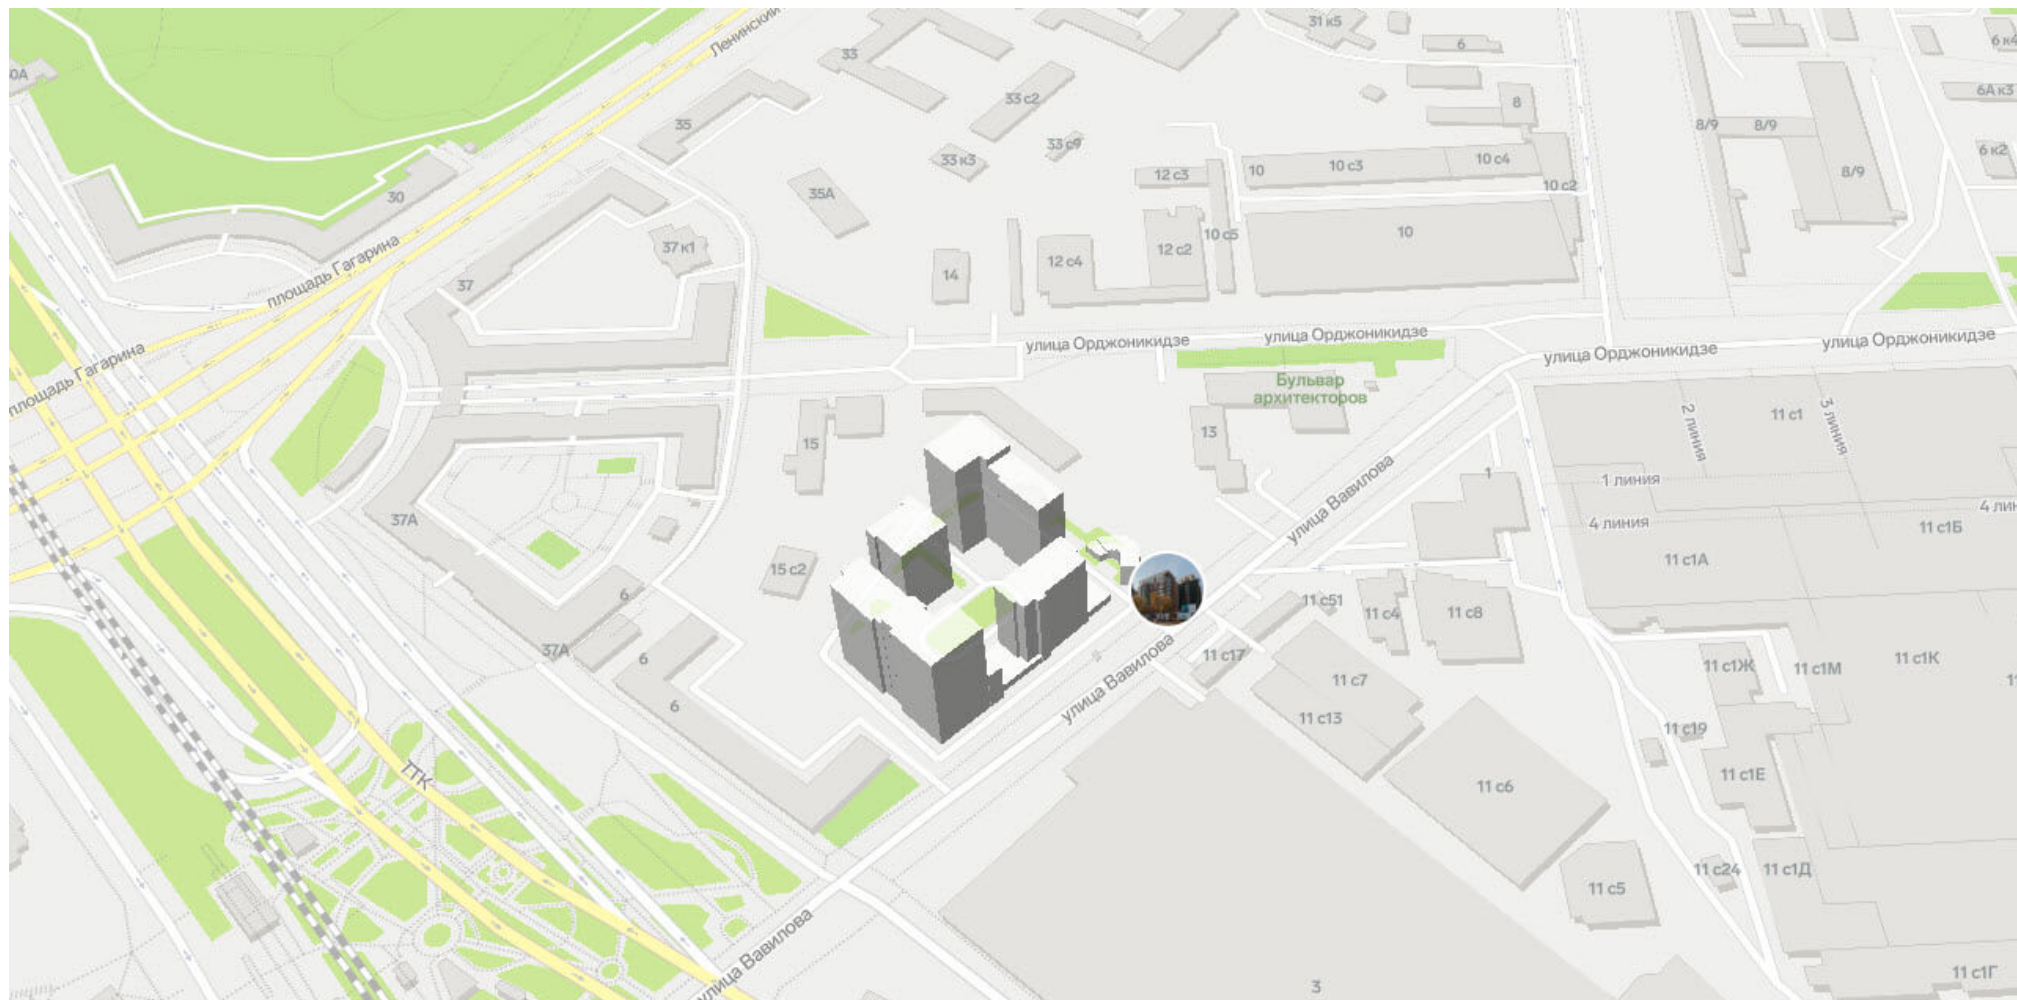 31 к5
6
6 к4
Ленинский
33
0А
33 с2
6А к3
8
35
8/9
8/9
33 с9
6 к2
33 к3
10 с4
10 с3
10
12 с3
8/9
10 с2
35А
30
10
10 с5
37 к1
12 с2
12 с4
площадь Гагарина
14
37
улица Орджоникидзе
улица Орджоникидзе
улица Орджоникидзе
улица Орджоникидзе
площадь Гагарина
Бульвар
архитекторов
11 с1
2 линия
3 линия
13
15
1
1 линия
улица Вавилова
4 линия
4 лин
37А
11 с1Б
11 с1А
15 с2
6
11 с51
11 с4
11 с8
37А
6
11 с17
11 с1Ж
11 с1М
11 с1К
улица Вавилова
11 с7
11
6
11 с13
11 с19
ТТК
11 с1Е
11 с6
11 с24
11 с1Д
11 с5
улица Вавилова
11 с1Г
3